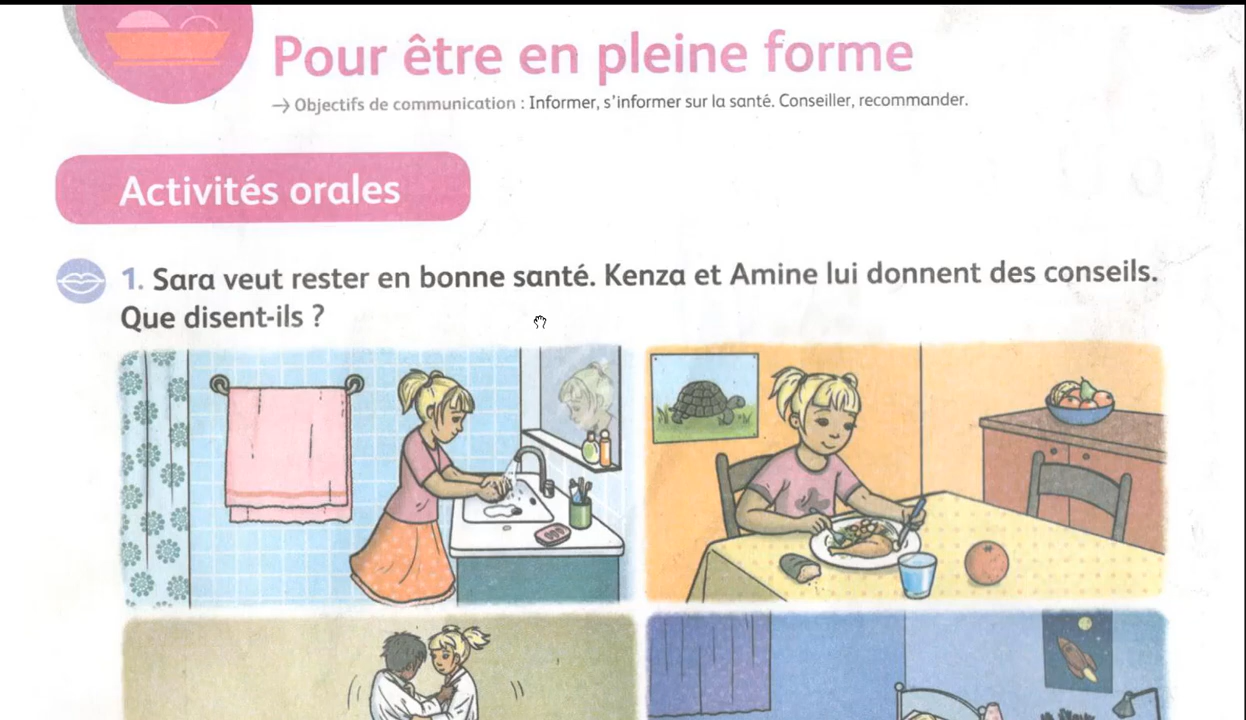 Pour être en pleine forme
→ Objectifs de communication : Informer, s'informer sur la santé. Conseiller, recommander.
Activités orales
1. Sara veut rester en bonne santé. Kenza et Amine lui donnent des conseils.
Que disent-ils ?